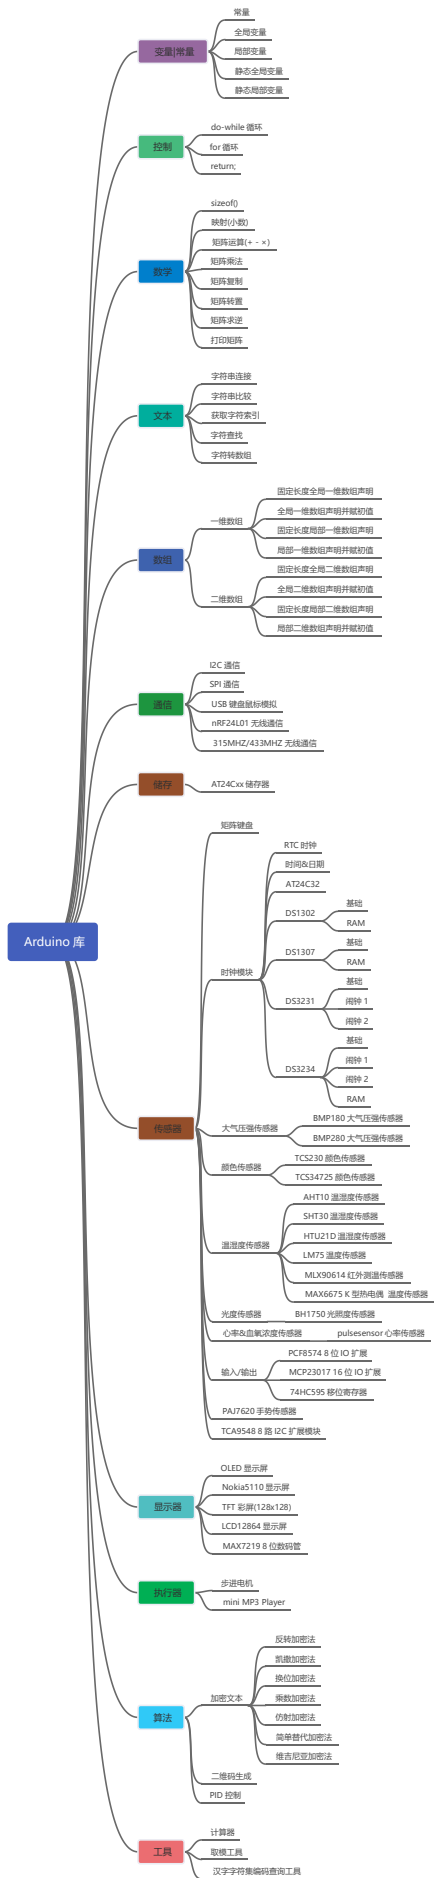 Arduino 库
变量|常量
常量
全局变量
局部变量
静态全局变量
静态局部变量
控制
do-while 循环
for 循环
return;
数学
sizeof()
映射(小数)
矩阵运算(+ - ×)
矩阵乘法
矩阵复制
矩阵转置
矩阵求逆
打印矩阵
文本
字符串连接
字符串比较
获取字符索引
字符查找
字符转数组
数组
一维数组
固定长度全局一维数组声明
全局一维数组声明并赋初值
固定长度局部一维数组声明
局部一维数组声明并赋初值
二维数组
固定长度全局二维数组声明
全局二维数组声明并赋初值
固定长度局部二维数组声明
局部二维数组声明并赋初值
通信
I2C 通信
SPI 通信
USB 键盘鼠标模拟
nRF24L01 无线通信
315MHZ/433MHZ 无线通信
储存
AT24Cxx 储存器
传感器
矩阵键盘
时钟模块
RTC 时钟
时间&日期
AT24C32
DS1302
基础
RAM
DS1307
基础
RAM
DS3231
基础
闹钟 1
闹钟 2
DS3234
基础
闹钟 1
闹钟 2
RAM
大气压强传感器
BMP180 大气压强传感器
BMP280 大气压强传感器
颜色传感器
TCS230 颜色传感器
TCS34725 颜色传感器
温湿度传感器
AHT10 温湿度传感器
SHT30 温湿度传感器
HTU21D 温湿度传感器
LM75 温度传感器
MLX90614 红外测温传感器
MAX6675 K 型热电偶 温度传感器
光度传感器
BH1750 光照度传感器
心率&血氧浓度传感器
pulsesensor 心率传感器
输入/输出
PCF8574 8 位 IO 扩展
MCP23017 16 位 IO 扩展
74HC595 移位寄存器
PAJ7620 手势传感器
TCA9548 8 路 I2C 扩展模块
显示器
OLED 显示屏
Nokia5110 显示屏
TFT 彩屏(128x128)
LCD12864 显示屏
MAX7219 8 位数码管
执行器
步进电机
mini MP3 Player
算法
加密文本
反转加密法
凯撒加密法
换位加密法
乘数加密法
仿射加密法
简单替代加密法
维吉尼亚加密法
二维码生成
PID 控制
工具
计算器
取模工具
汉字字符集编码查询工具